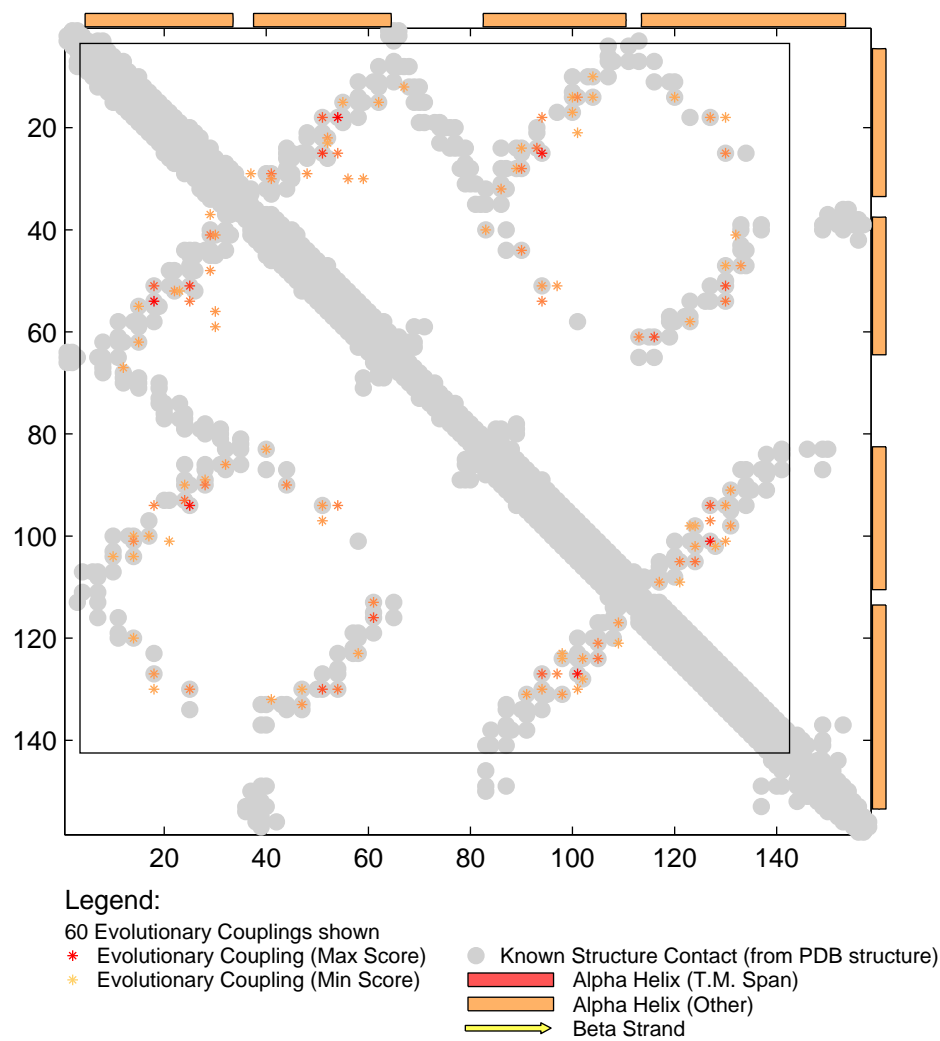 20
40
60
80
100
120
140
20 40 60 80 100 120 140
Legend:
60 Evolutionary Couplings shown
Evolutionary Coupling (Max Score)
Evolutionary Coupling (Min Score)
Known Structure Contact (from PDB structure)
Alpha Helix (T.M. Span)
Alpha Helix (Other)
Beta Strand